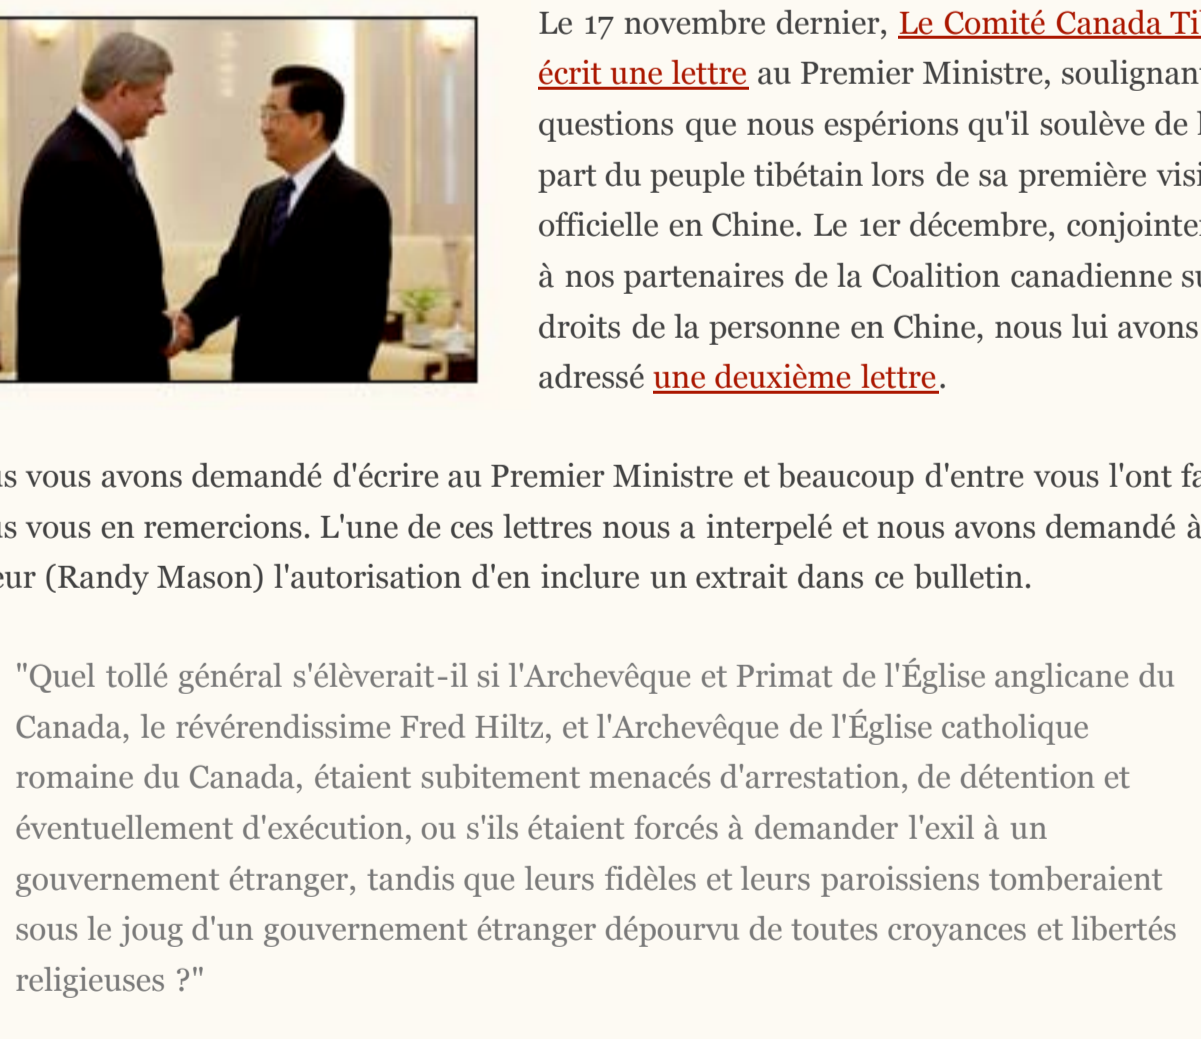 Le 17 novembre dernier, Le Comité Canada Ti
écrit une lettre au Premier Ministre, soulignant
questions que nous espérions qu'il soulève de l
part du peuple tibétain lors de sa première visi
officielle en Chine. Le 1er décembre, conjointe
à nos partenaires de la Coalition canadienne su
droits de la personne en Chine, nous lui avons
adressé une deuxième lettre.
us vous avons demandé d'écrire au Premier Ministre et beaucoup d'entre vous l'ont fa
us vous en remercions. L'une de ces lettres nous a interpelé et nous avons demandé à
eur (Randy Mason) l'autorisation d'en inclure un extrait dans ce bulletin.
"Quel tollé général s'élèverait-il si l'Archevêque et Primat de l'Église anglicane du
Canada, le révérendissime Fred Hiltz, et l'Archevêque de l'Église catholique
romaine du Canada, étaient subitement menacés d'arrestation, de détention et
éventuellement d'exécution, ou s'ils étaient forcés à demander l'exil à un
gouvernement étranger, tandis que leurs fidèles et leurs paroissiens tomberaient
sous le joug d'un gouvernement étranger dépourvu de toutes croyances et libertés
religieuses ?"